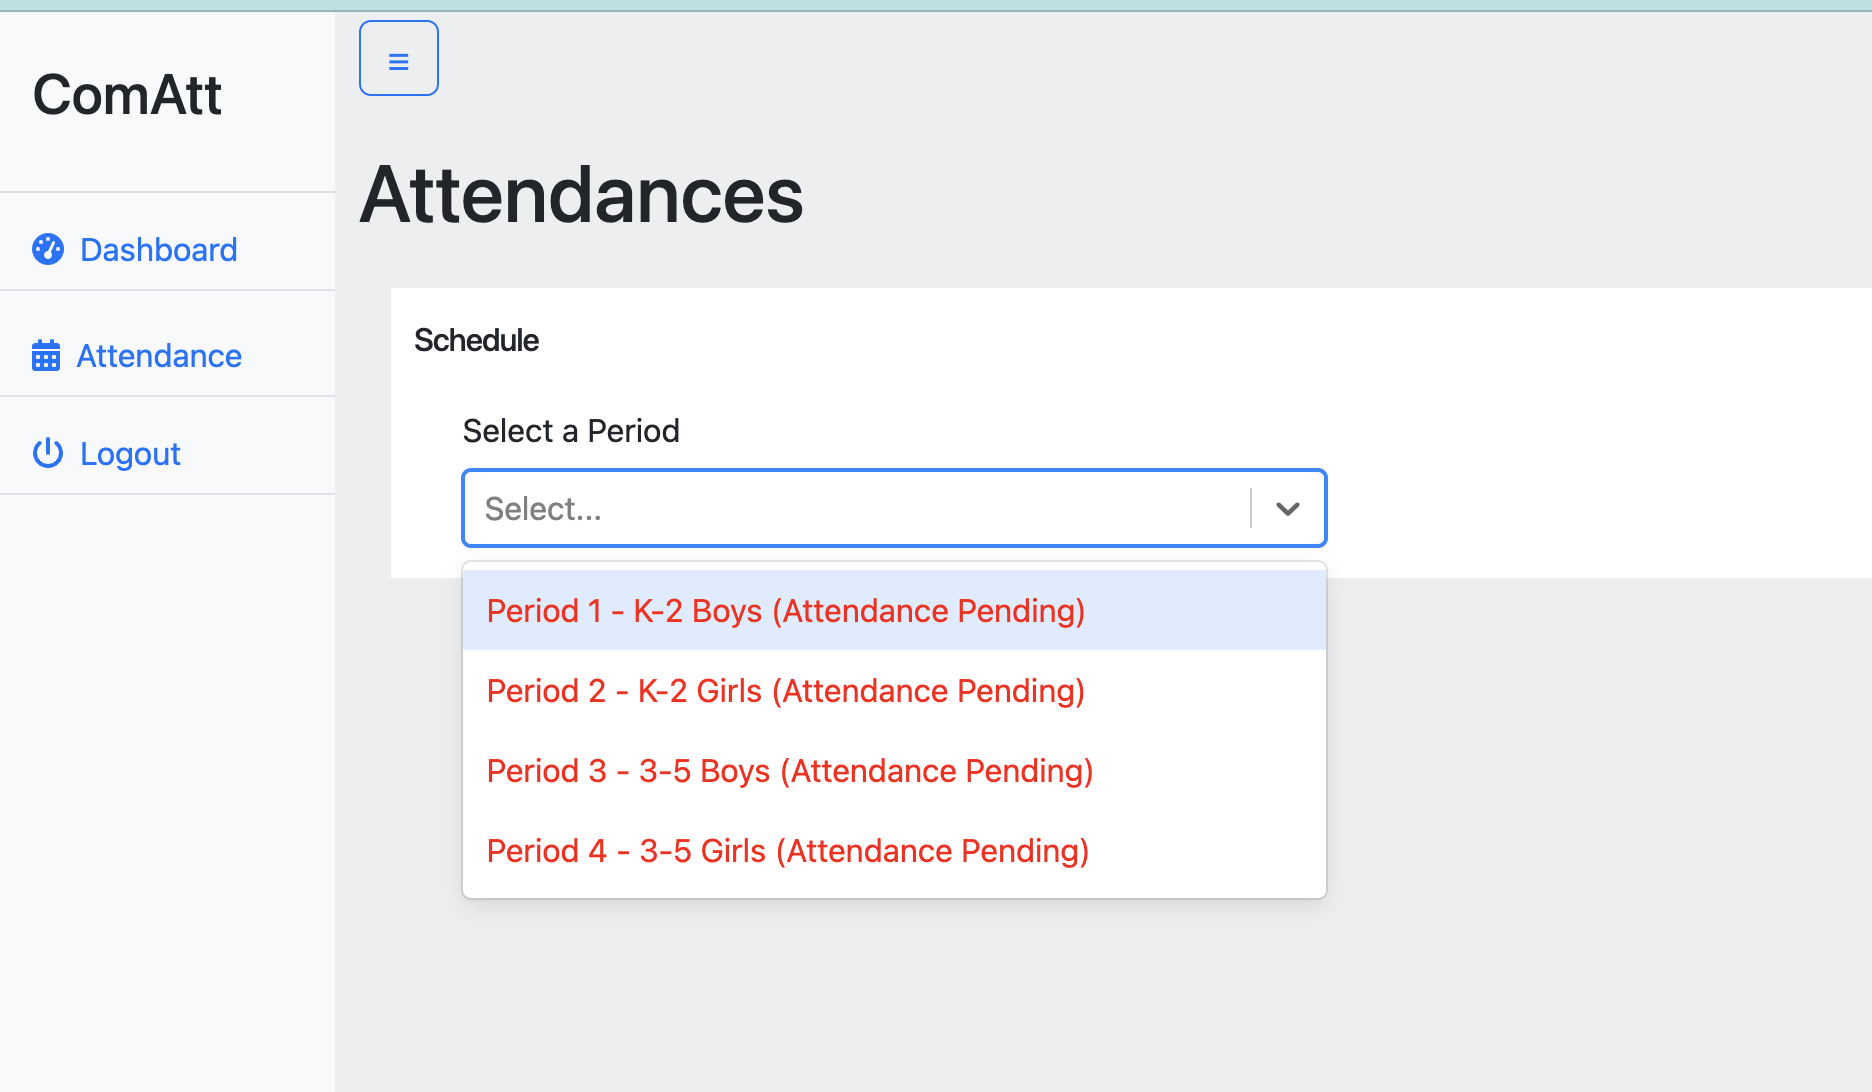 ComAtt
Dashboard
Attendance
Logout
Attendances
Schedule
Select a Period
Select...
Period 1 - K-2 Boys (Attendance Pending)
Period 2 - K-2 Girls (Attendance Pending)
Period 3 - 3-5 Boys (Attendance Pending)
Period 4 - 3-5 Girls (Attendance Pending)